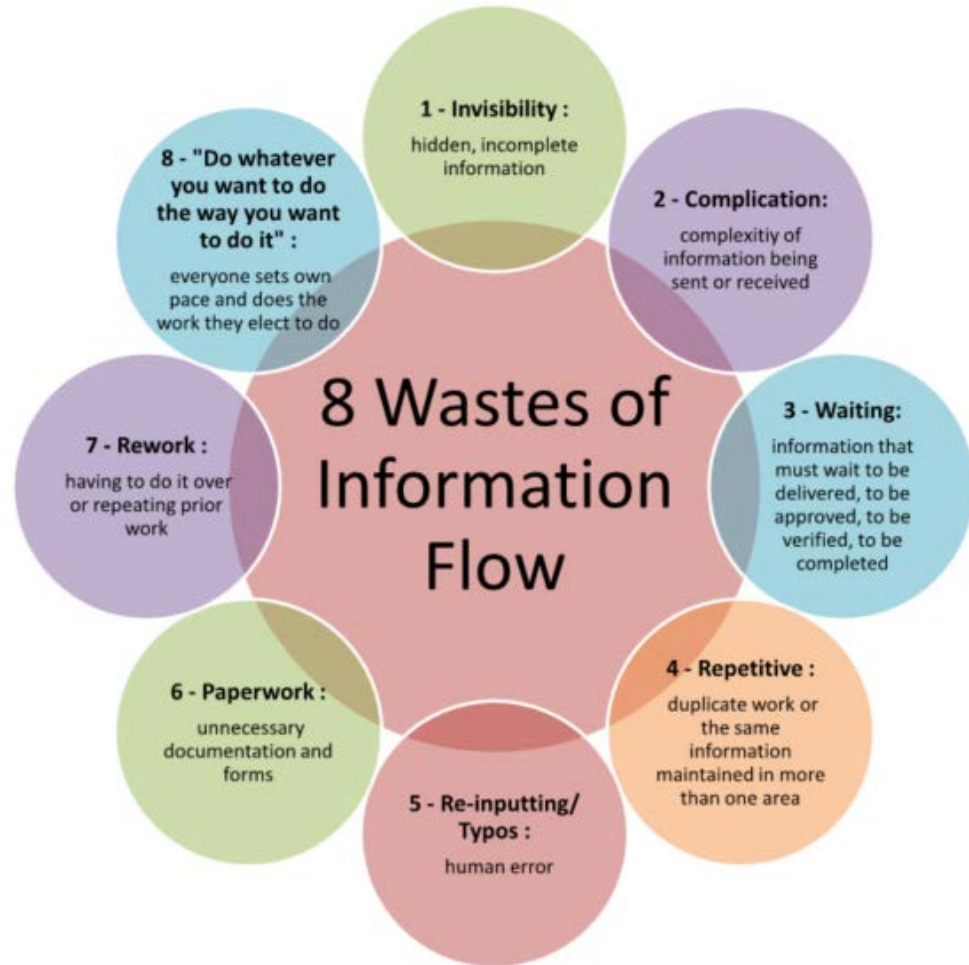 8 Wastes of
Information
Flow
1 - Invisibility :
hidden, incomplete
information
2 - Complication:
complexitiy of
information being
sent or received
3 - Waiting:
information that
must wait to be
delivered, to be
approved, to be
verified, to be
completed
4 - Repetitive :
duplicate work or
the same
information
maintained in more
than one area
5 - Re-inputting/
Typos :
human error
6 - Paperwork :
unnecessary
documentation and
forms
7 - Rework :
having to do it over
or repeating prior
work
8 - "Do whatever
you want to do
the way you want
to do it" :
everyone sets own
pace and does the
work they elect to do